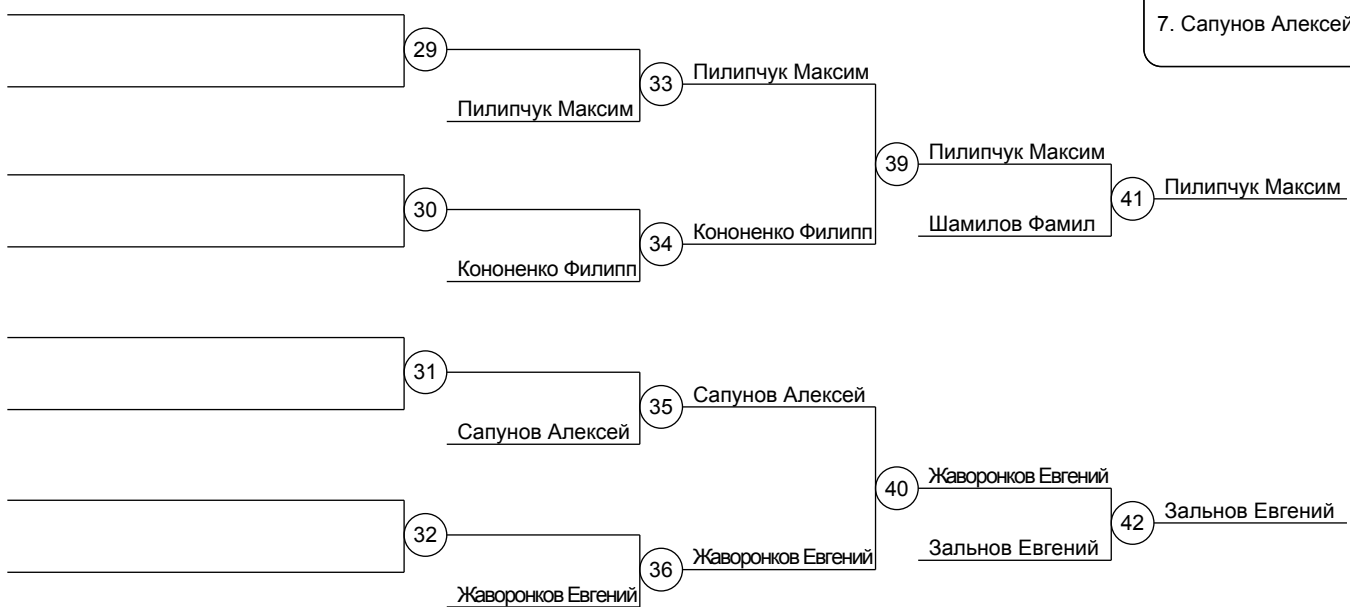 7. Сапунов Алексей
29
33
Пилипчук Максим
Пилипчук Максим
39
Пилипчук Максим
41
Пилипчук Максим
30
34
Кононенко Филипп
Шамилов Фамил
Кононенко Филипп
31
35
Сапунов Алексей
Сапунов Алексей
40
Жаворонков Евгений
42
Зальнов Евгений
32
36
Жаворонков Евгений
Зальнов Евгений
Жаворонков Евгений